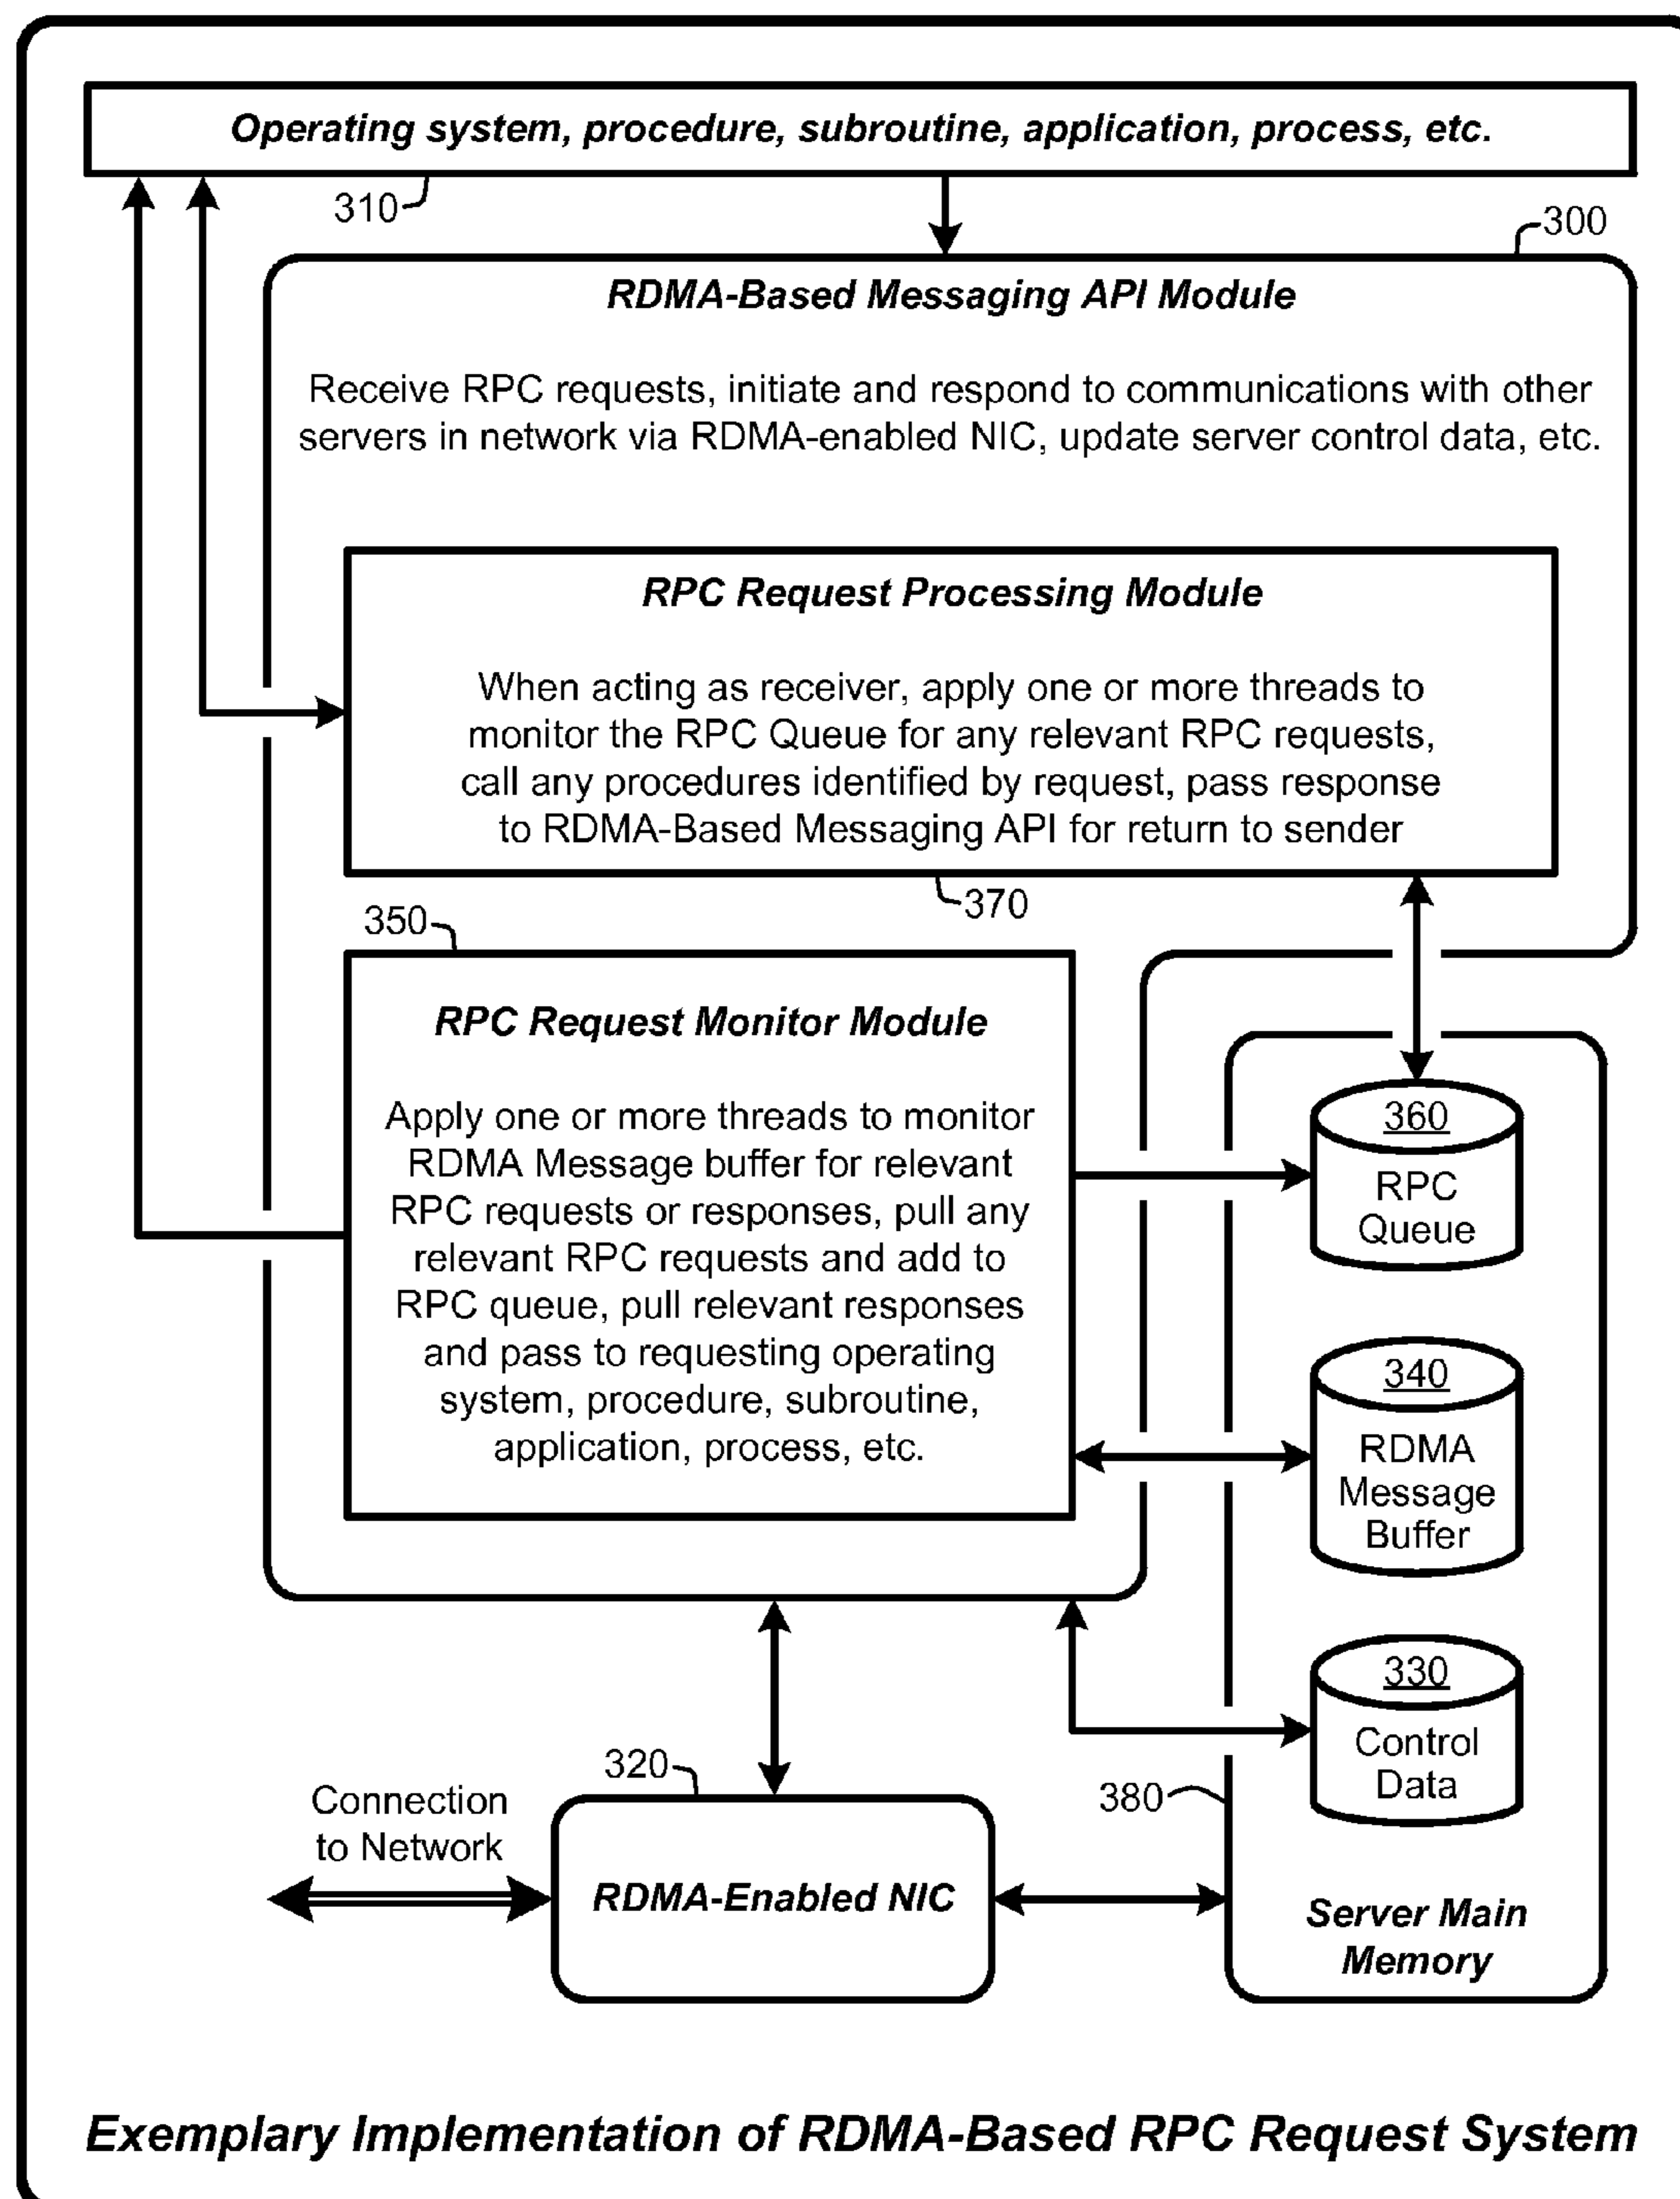 Operating system, procedure, subroutine, application, process, etc.
310
300
RDMA-Based Messaging API Module
Receive RPC requests, initiate and respond to communications with other
servers in network via RDMA-enabled NIC, update server control data, etc.
RPC Request Processing Module
When acting as receiver, apply one or more threads to
monitor the RPC Queue for any relevant RPC requests,
call any procedures identified by request, pass response
to RDMA-Based Messaging API for return to sender
370
350
RPC Request Monitor Module
Apply one or more threads to monitor
RDMA Message buffer for relevant
RPC requests or responses, pull any
relevant RPC requests and add to
RPC queue, pull relevant responses
and pass to requesting operating
system, procedure, subroutine,
application, process, etc.
360
RPC
Queue
340
RDMA
Message
Buffer
330
Control
Data
380
Server Main
Memory
320
Connection
to Network
RDMA-Enabled NIC
Exemplary Implementation of RDMA-Based RPC Request System